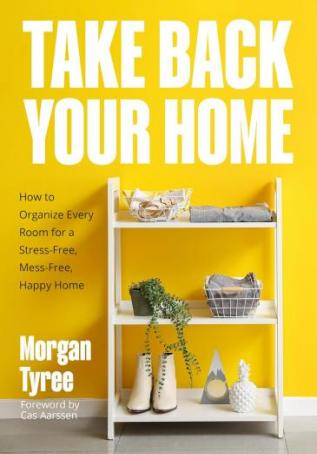 TAKE BACK
YOUR HOME
How to
Organize Every
Room for a
Stress-Free,
Mess-Free,
Happy Home
Morgan
Tyree
Foreword by
Cas Aarssen